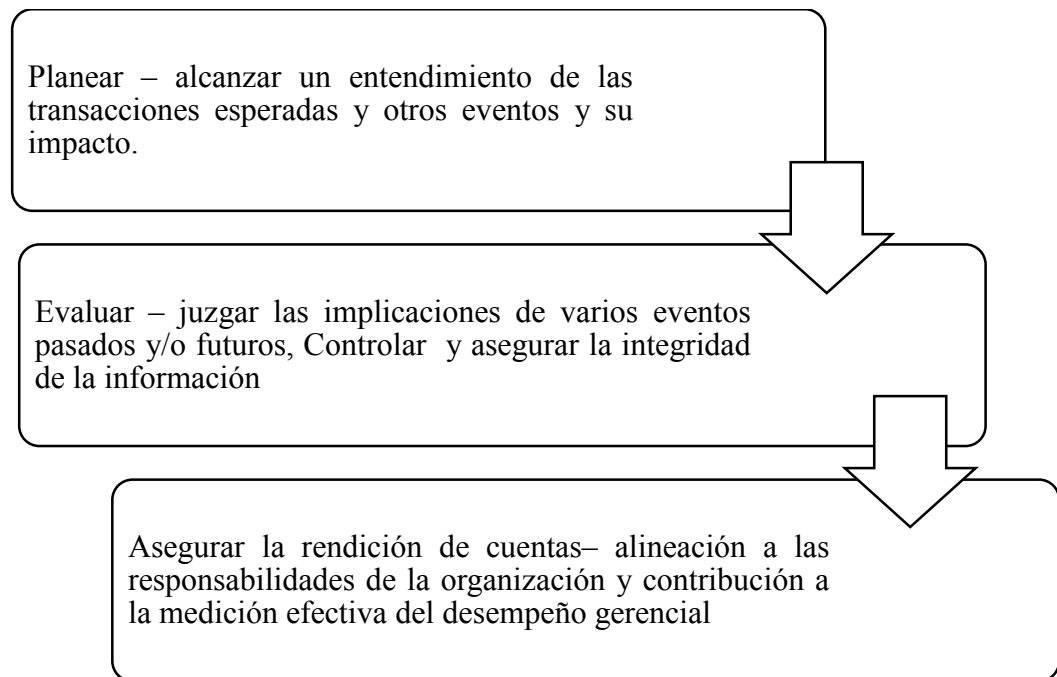 Planear – alcanzar un entendimiento de las
transacciones esperadas y otros eventos y su
impacto.
Evaluar – juzgar las implicaciones de varios eventos
pasados y/o futuros, Controlar y asegurar la integridad
de la información
Asegurar la rendición de cuentas– alineación a las
responsabilidades de la organización y contribución a
la medición efectiva del desempeño gerencial